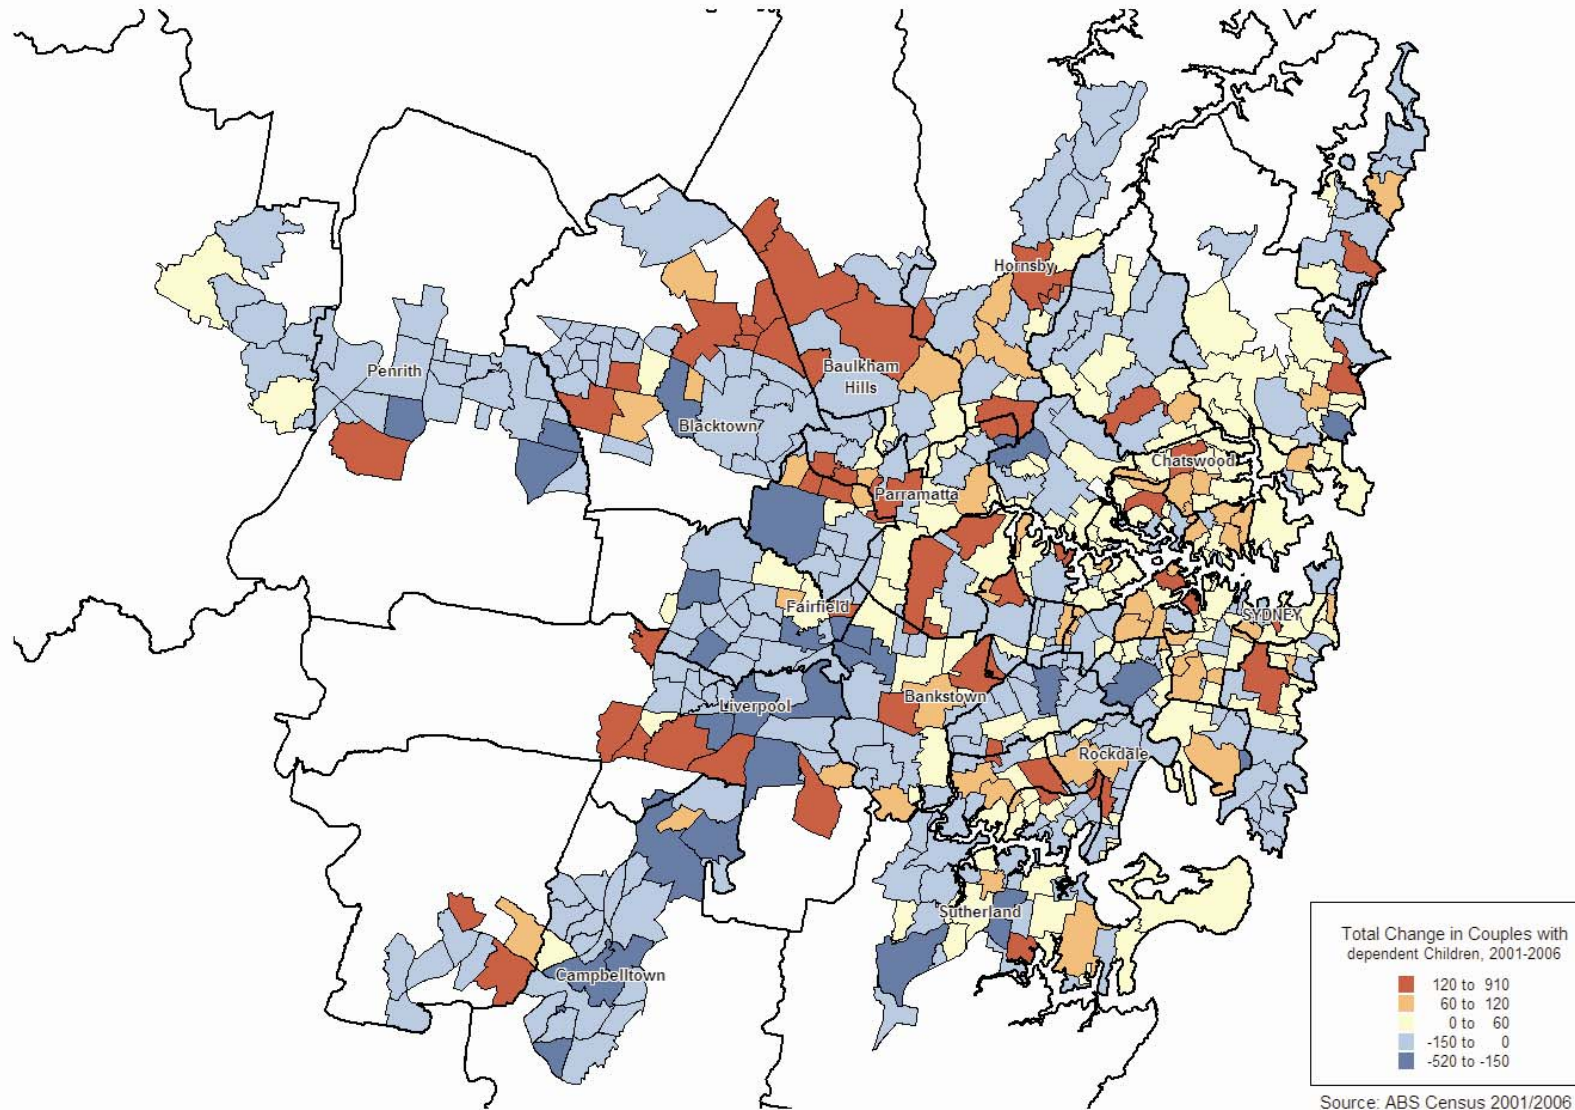 Hornsby
Penrith
Baulkham
Hills
Blacktown
Chatswood
Parramatta
Fairfield
SYDNEY
Bankstown
Liverpool
Rockdale
Sutherland
Campbelltown
Total Change in Couples with
dependent Children, 2001-2006
120 to 910
60 to 120
0 to 60
-150 to 0
-520 to -150
Source: ABS Census 2001/2006